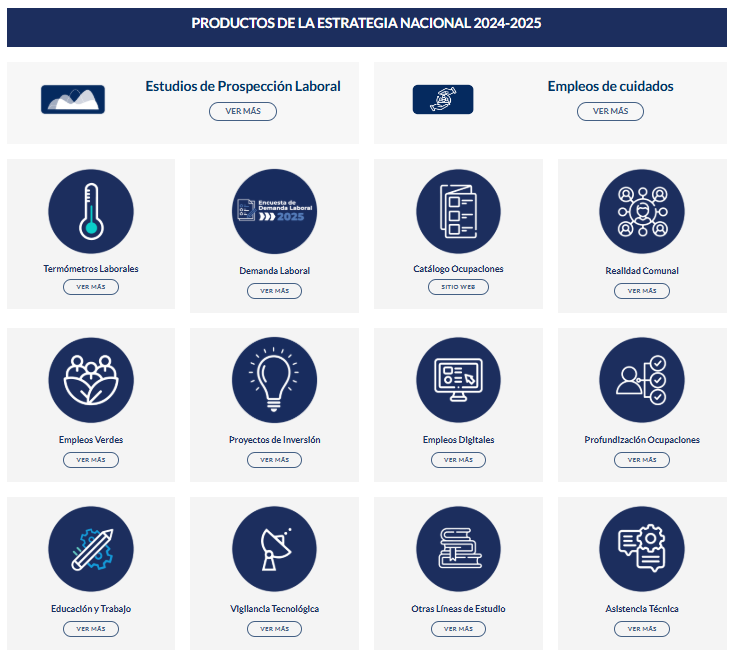 PRODUCTOS DE LA ESTRATEGIA NACIONAL 2024-2025
Estudios de Prospección Laboral
VER MÁS
Empleos de cuidados
VER MÁS
Termómetros Laborales
VER MÁS
Encuesta de
Demanda Laboral
2025
Demanda Laboral
VER MÁS
Catálogo Ocupaciones
SITIO WEB
Realidad Comunal
VER MÁS
Empleos Verdes
VER MÁS
Proyectos de Inversión
VER MÁS
Empleos Digitales
VER MÁS
Profundización Ocupaciones
VER MÁS
Educación y Trabajo
VER MÁS
Vigilancia Tecnológica
VER MÁS
Otras Líneas de Estudio
VER MÁS
Asistencia Técnica
VER MÁS